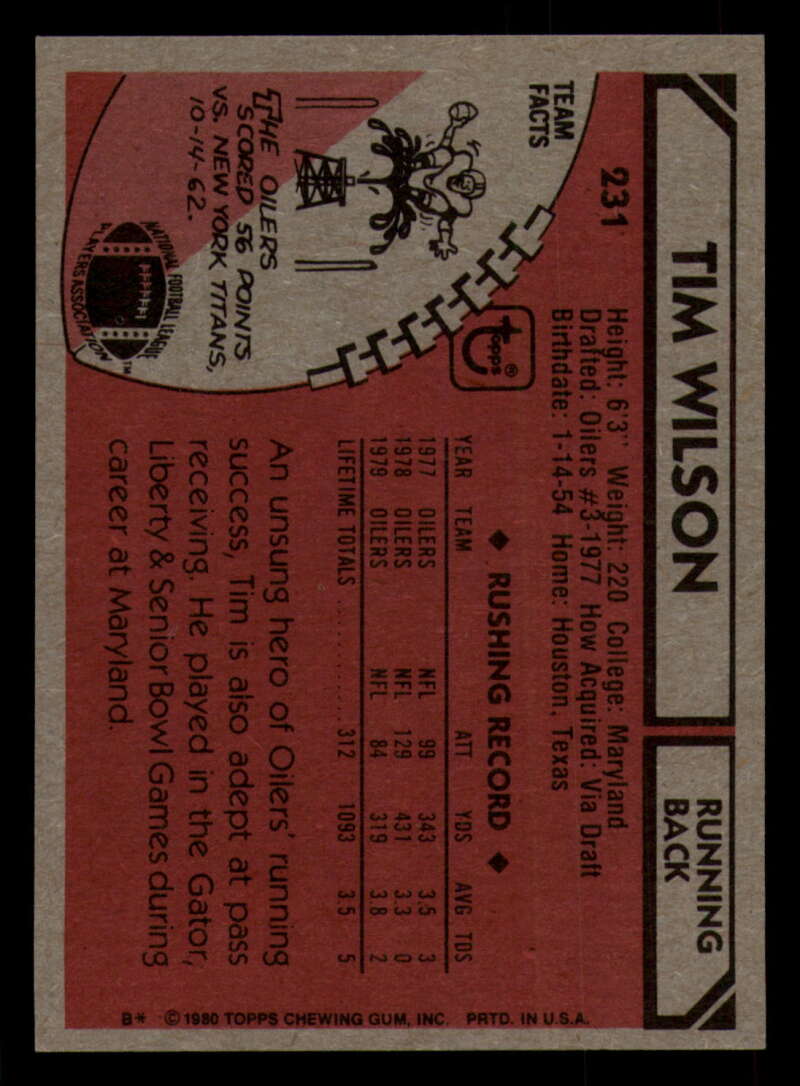 TIM WILSON
RUNNING
BACK
231
Height: 6'3" Weight: 220 College: Maryland
Drafted: Oilers #3-1977 How Acquired: Via Draft
Birthdate: 1-14-54 Home: Houston, Texas
TEAM
FACTS
THE OILERS
SCORED 56 POINTS
VS. NEW YORK TITANS,
10-14-62.
topps®
NATIONAL FOOTBALL LEAGUE
PLAYERS ASSOCIATION™
◆ RUSHING RECORD ◆
YEAR TEAM ATT YDS AVG TDS
1977 OILERS NFL 99 343 3.5 3
1978 OILERS NFL 129 431 3.3 0
1979 OILERS NFL 84 319 3.8 2
LIFETIME TOTALS ............ 312 1093 3.5 5
An unsung hero of Oilers' running
success, Tim is also adept at pass
receiving. He played in the Gator,
Liberty & Senior Bowl Games during
career at Maryland.
B* © 1980 TOPPS CHEWING GUM, INC. PRTD. IN U.S.A.